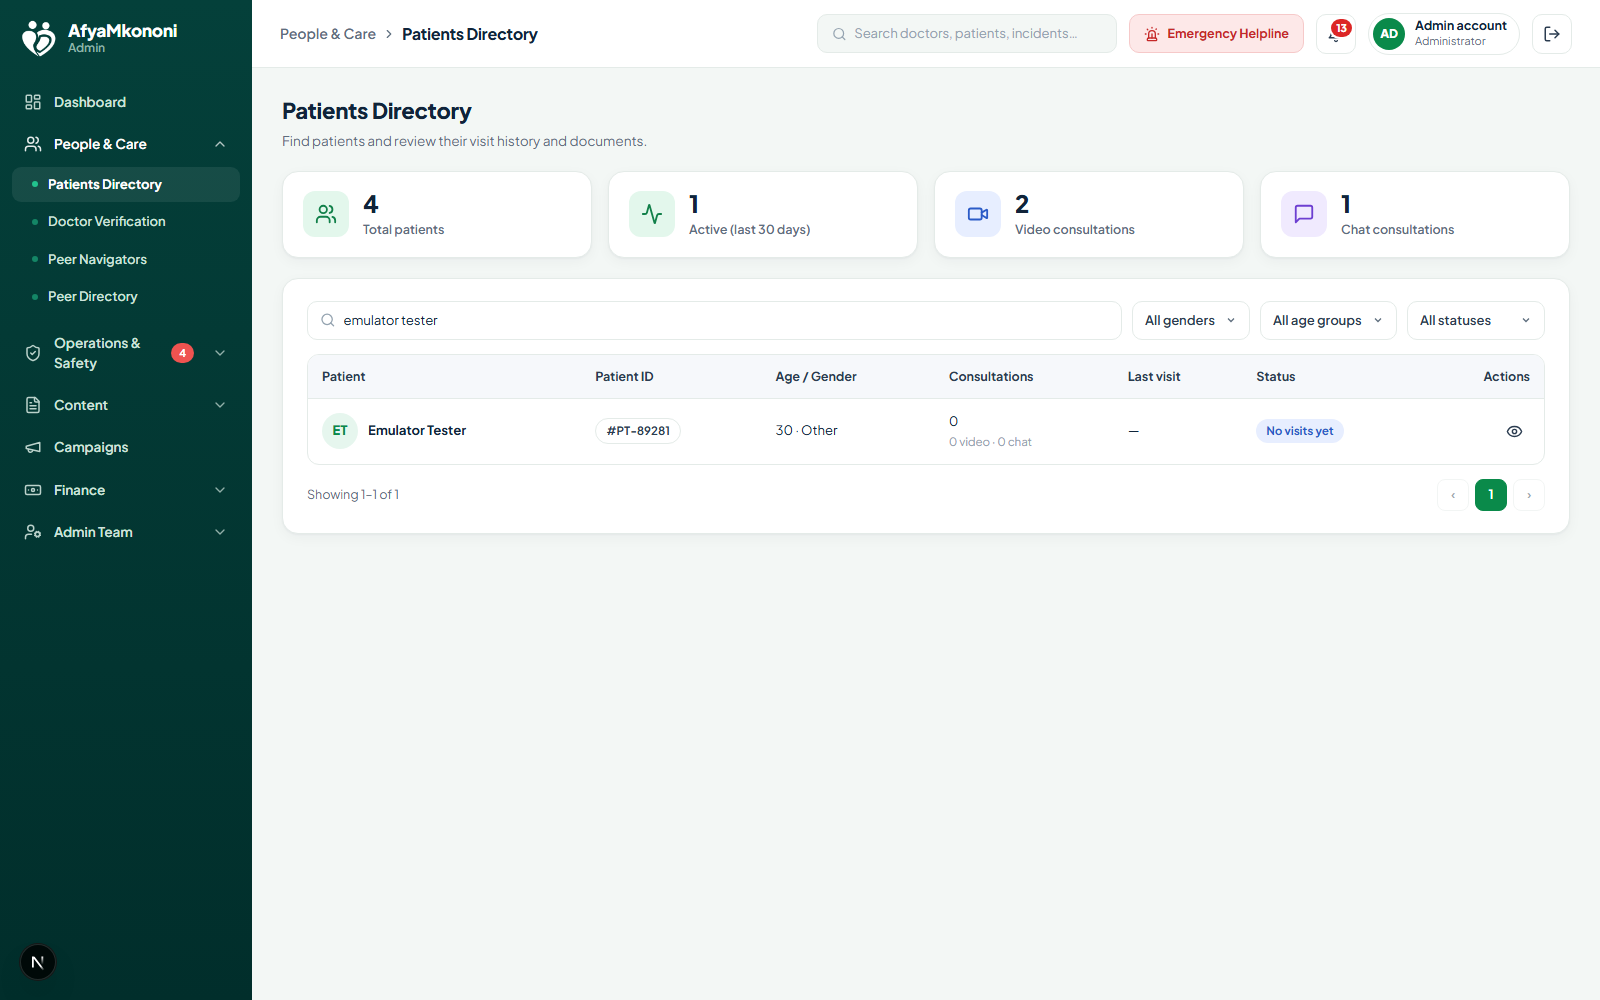 AfyaMkononi
Admin
Dashboard
People & Care
Patients Directory
Doctor Verification
Peer Navigators
Peer Directory
Operations &
Safety
4
Content
Campaigns
Finance
Admin Team
N
People & Care › Patients Directory
Search doctors, patients, incidents...
Emergency Helpline
13
AD
Admin account
Administrator
Patients Directory
Find patients and review their visit history and documents.
4
Total patients
1
Active (last 30 days)
2
Video consultations
1
Chat consultations
emulator tester
All genders
All age groups
All statuses
Patient Patient ID Age / Gender Consultations Last visit Status Actions
ET Emulator Tester #PT-89281 30 · Other 0 — No visits yet
0 video · 0 chat
Showing 1–1 of 1
‹ 1 ›